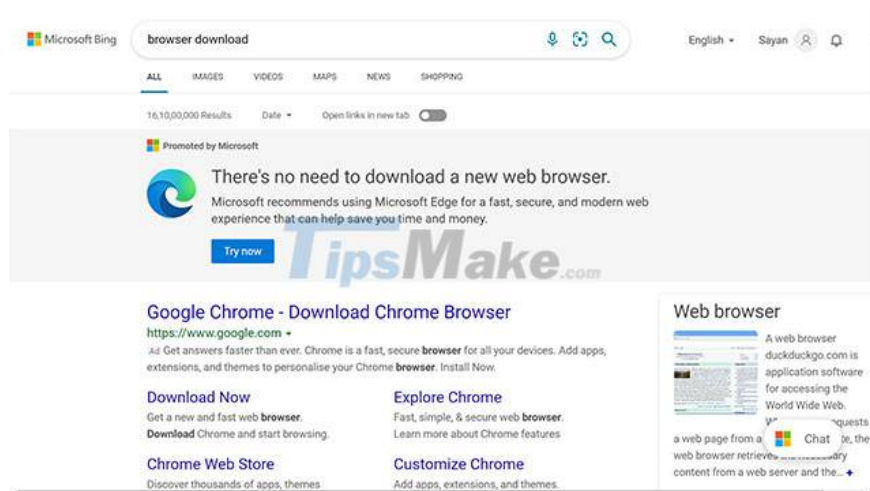 Microsoft Bing
browser download
English
Sayan
ALL IMAGES VIDEOS MAPS NEWS SHOPPING
16,10,00,000 Results Date Open links in new tab
Promoted by Microsoft
There's no need to download a new web browser.
Microsoft recommends using Microsoft Edge for a fast, secure, and modern web
experience that can help save you time and money.
Try now
TipsMake.com
Google Chrome - Download Chrome Browser
https://www.google.com
Ad Get answers faster than ever. Chrome is a fast, secure browser for all your devices. Add apps,
extensions, and themes to personalise your Chrome browser. Install Now.
Download Now
Get a new and fast web browser.
Download Chrome and start browsing.
Explore Chrome
Fast, simple, & secure web browser.
Learn more about Chrome features
Chrome Web Store
Discover thousands of apps, themes
Customize Chrome
Add apps, extensions, and themes.
Web browser
A web browser
duckduckgo.com is
application software
for accessing the
World Wide Web.
a web page from a
web browser
content from a web server and the...
Chat